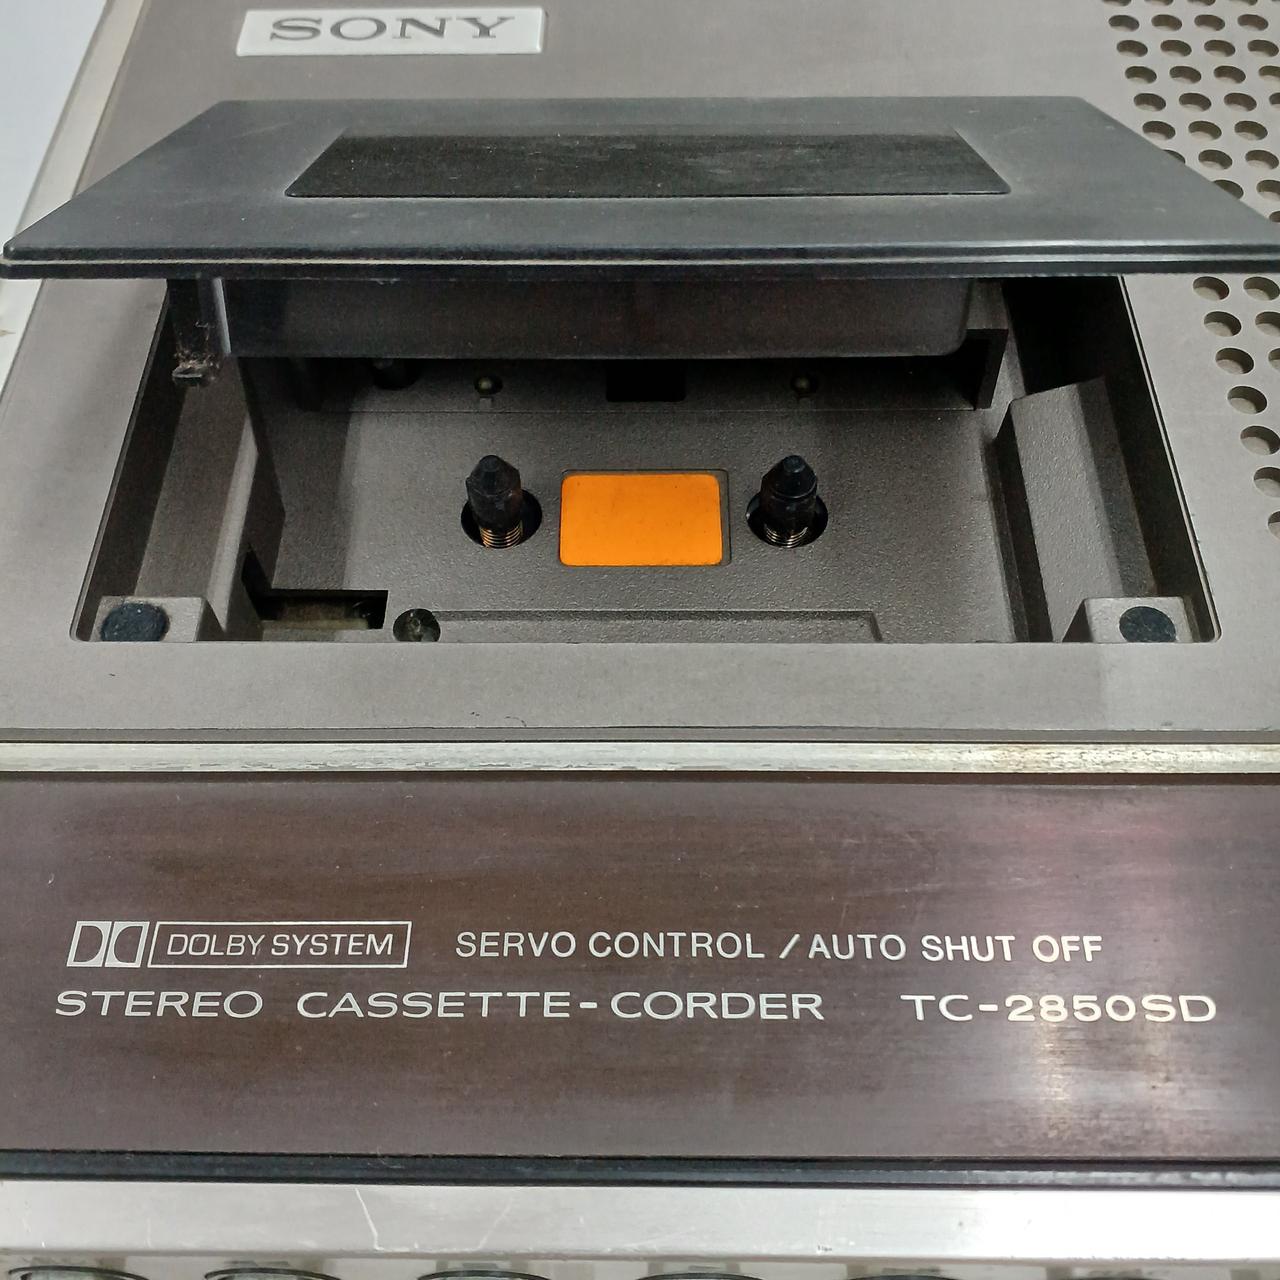 SONY
DOLBY SYSTEM SERVO CONTROL / AUTO SHUT OFF
STEREO CASSETTE-CORDER TC-2850SD